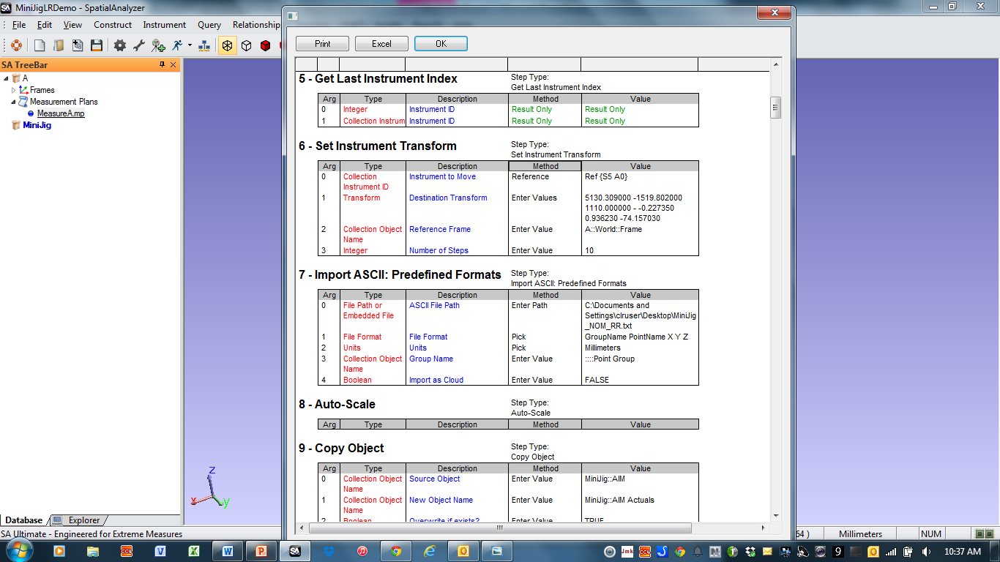 MiniJigLRDemo - SpatialAnalyzer
File Edit View Construct Instrument Query Relationship
SA TreeBar
A
Frames
Measurement Plans
MeasureA.mp
MiniJig
Database
Explorer
SA Ultimate - Engineered for Extreme Measures
Print
Excel
OK
5 - Get Last Instrument Index
Step Type:
Get Last Instrument Index
Arg Type Description Method Value
0 Integer Instrument ID Result Only Result Only
1 Collection Instrum Instrument ID Result Only Result Only
6 - Set Instrument Transform
Step Type:
Set Instrument Transform
Arg Type Description Method Value
0 Collection Instrument to Move Reference Ref {S5 A0}
Instrument ID
1 Transform Destination Transform Enter Values 5130.309000 -1519.802000
1110.000000 - -0.227350
0.936230 -74.157030
2 Collection Object Reference Frame Enter Value A::World::Frame
Name
3 Integer Number of Steps Enter Value 10
7 - Import ASCII: Predefined Formats
Step Type:
Import ASCII: Predefined Formats
Arg Type Description Method Value
0 File Path or ASCII File Path Enter Path C:\Documents and
Embedded File Settings\clruser\Desktop\MiniJig
_NOM_RR.txt
1 File Format File Format Pick GroupName PointName X Y Z
2 Units Units Pick Millimeters
3 Collection Object Group Name Enter Value ::::Point Group
Name
4 Boolean Import as Cloud Enter Value FALSE
8 - Auto-Scale
Step Type:
Auto-Scale
Arg Type Description Method Value
9 - Copy Object
Step Type:
Copy Object
Arg Type Description Method Value
0 Collection Object Source Object Enter Value MiniJig::AIM
Name
1 Collection Object New Object Name Enter Value MiniJig::AIM Actuals
Name
2 Boolean Overwrite if exists? Enter Value TRUE
Z
X
Y
64 ) Millimeters NUM
10:37 AM